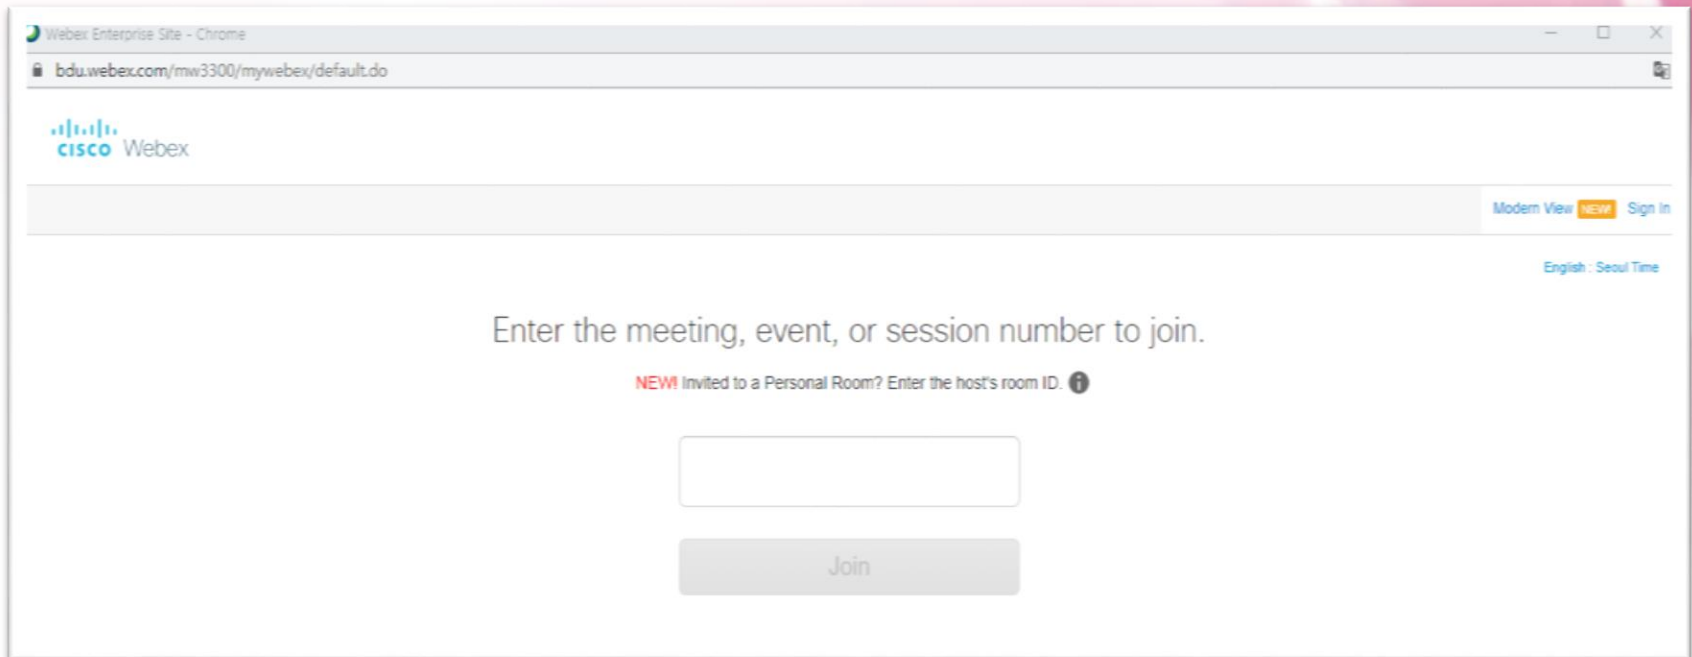 Webex Enterprise Site - Chrome
bdu.webex.com/mw3300/mywebex/default.do
CISCO Webex
Modern View NEW! Sign In
English : Seoul Time
Enter the meeting, event, or session number to join.
NEW! Invited to a Personal Room? Enter the host's room ID.
Join